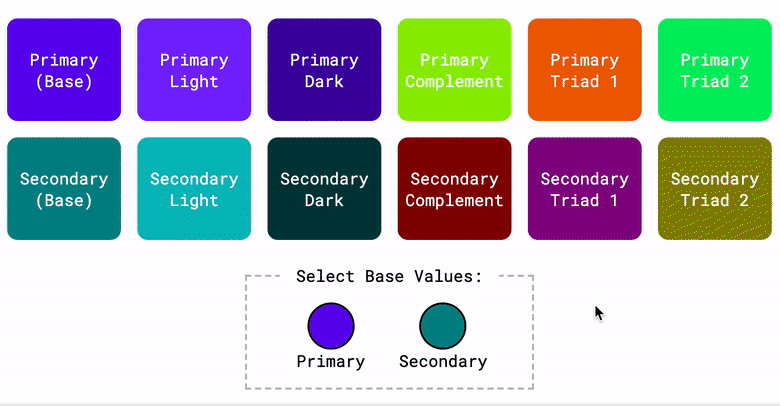 Primary
(Base)
Primary
Light
Primary
Dark
Primary
Complement
Primary
Triad 1
Primary
Triad 2
Secondary
(Base)
Secondary
Light
Secondary
Dark
Secondary
Complement
Secondary
Triad 1
Secondary
Triad 2
Select Base Values:
Primary
Secondary